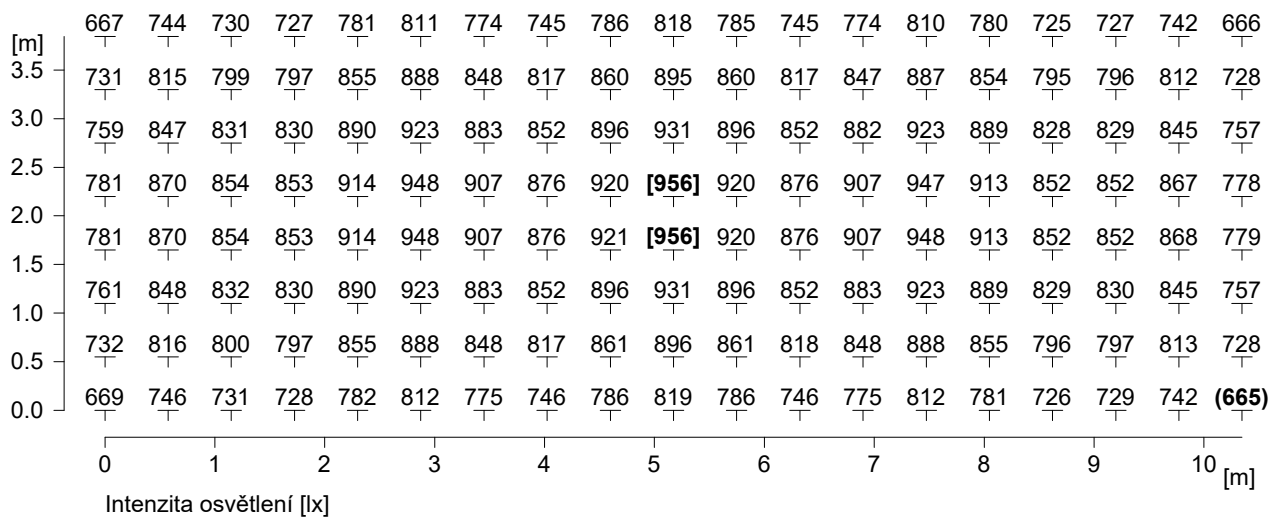 667 744 730 727 781 811 774 745 786 818 785 745 774 810 780 725 727 742 666
[m]
3.5 731 815 799 797 855 888 848 817 860 895 860 817 847 887 854 795 796 812 728
3.0 759 847 831 830 890 923 883 852 896 931 896 852 882 923 889 828 829 845 757
2.5 781 870 854 853 914 948 907 876 920 [956] 920 876 907 947 913 852 852 867 778
2.0 781 870 854 853 914 948 907 876 921 [956] 920 876 907 948 913 852 852 868 779
1.5
1.0 761 848 832 830 890 923 883 852 896 931 896 852 883 923 889 829 830 845 757
0.5 732 816 800 797 855 888 848 817 861 896 861 818 848 888 855 796 797 813 728
0.0 669 746 731 728 782 812 775 746 786 819 786 746 775 812 781 726 729 742 (665)
0 1 2 3 4 5 6 7 8 9 10 [m]
Intenzita osvětlení [lx]